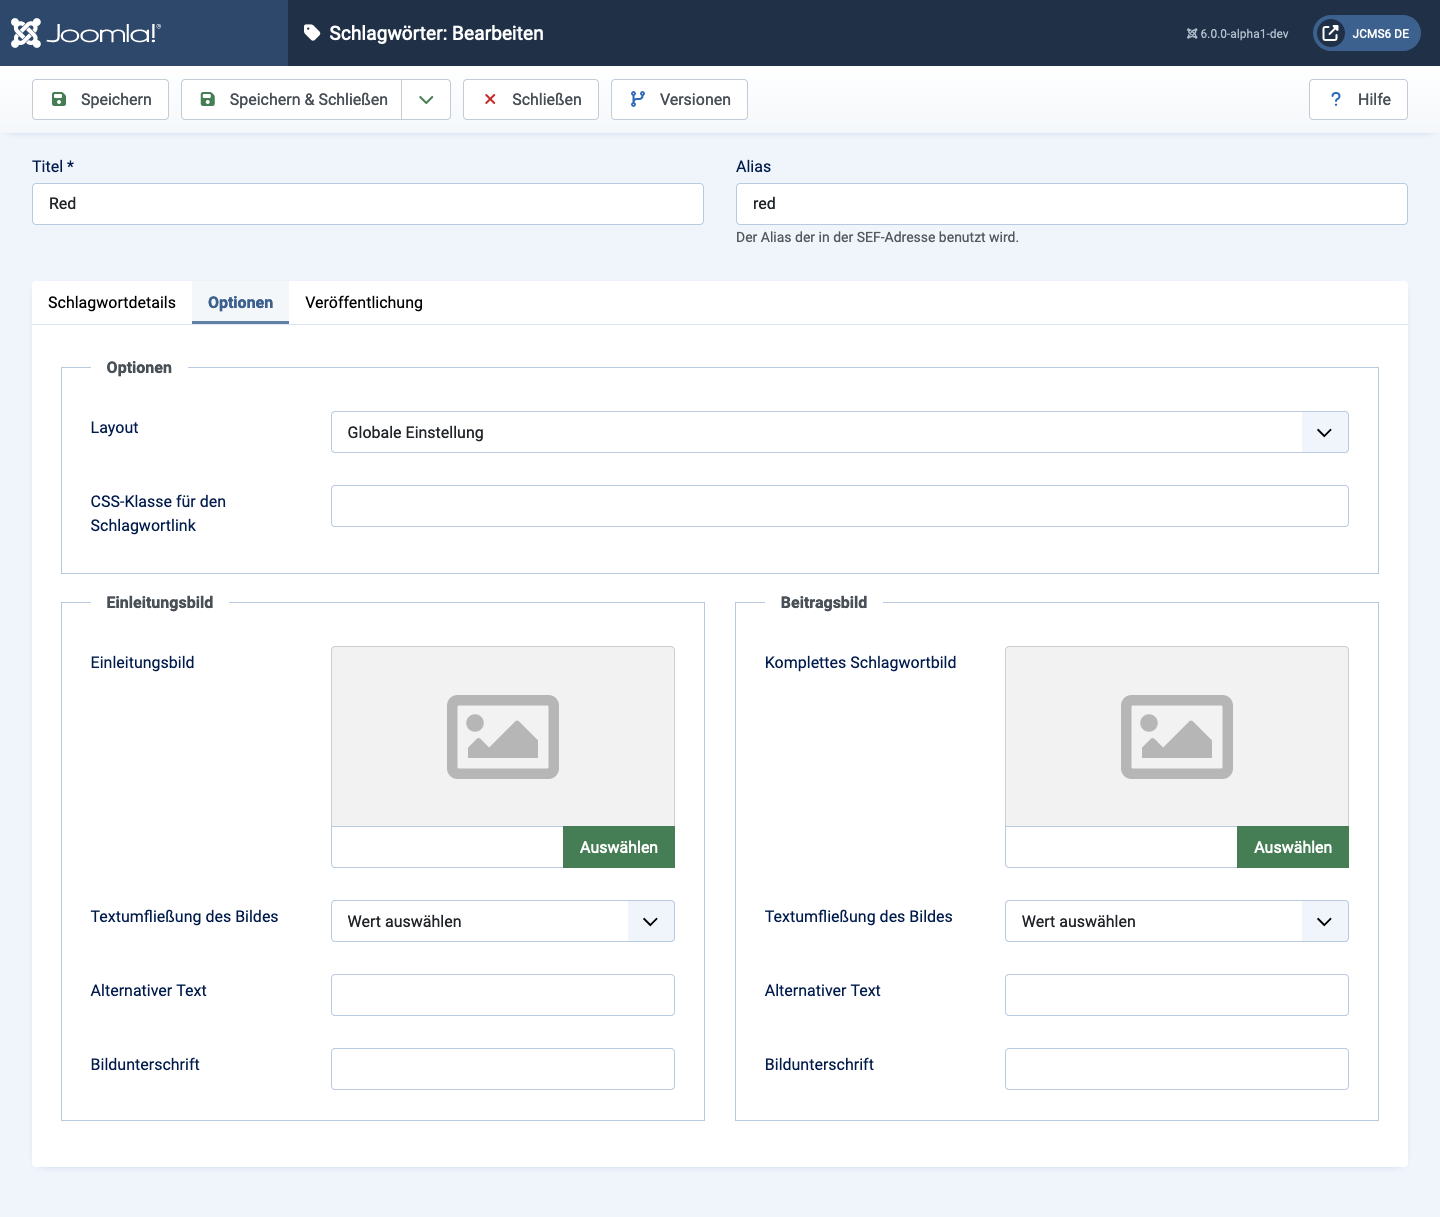 Joomla!®
Schlagwörter: Bearbeiten
6.0.0-alpha1-dev
JCMS6 DE
Speichern
Speichern & Schließen
Schließen
Versionen
? Hilfe
Titel *
Alias
Red
red
Der Alias der in der SEF-Adresse benutzt wird.
Schlagwortdetails
Optionen
Veröffentlichung
Optionen
Layout
Globale Einstellung
CSS-Klasse für den
Schlagwortlink
Einleitungsbild
Beitragsbild
Einleitungsbild
Komplettes Schlagwortbild
Auswählen
Auswählen
Textumfließung des Bildes
Wert auswählen
Textumfließung des Bildes
Wert auswählen
Alternativer Text
Alternativer Text
Bildunterschrift
Bildunterschrift